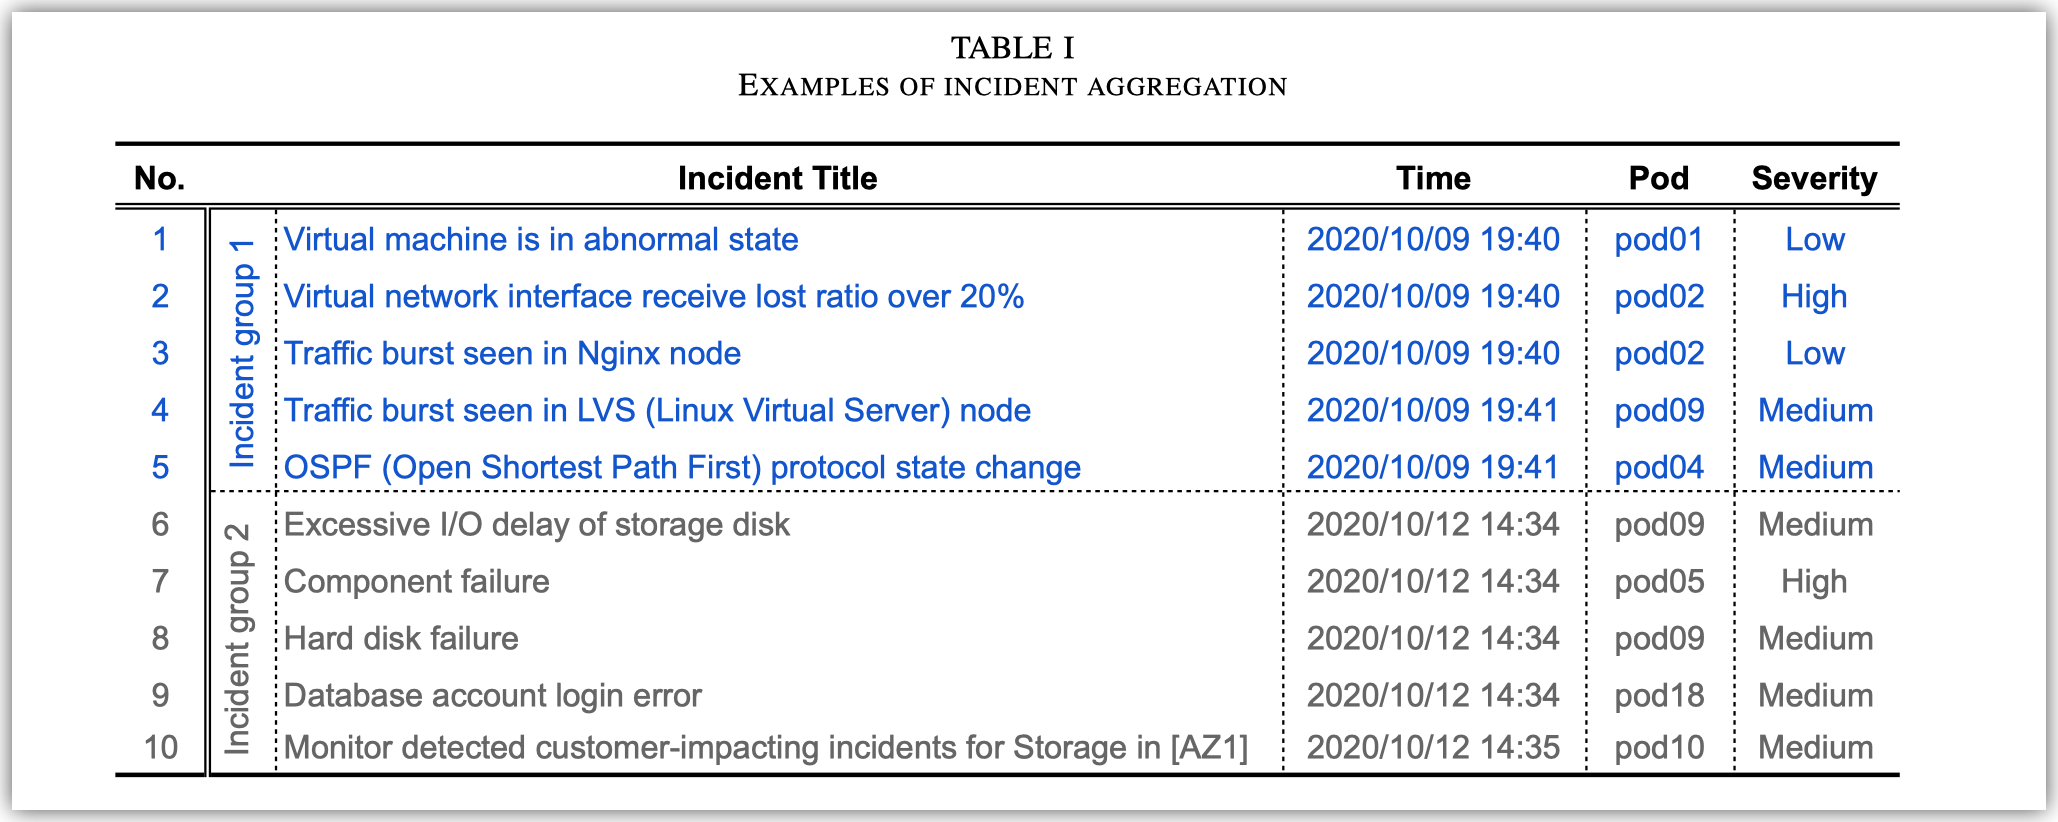 TABLE I
EXAMPLES OF INCIDENT AGGREGATION
No. Incident Title Time Pod Severity
Incident group 1
1 Virtual machine is in abnormal state 2020/10/09 19:40 pod01 Low
2 Virtual network interface receive lost ratio over 20% 2020/10/09 19:40 pod02 High
3 Traffic burst seen in Nginx node 2020/10/09 19:40 pod02 Low
4 Traffic burst seen in LVS (Linux Virtual Server) node 2020/10/09 19:41 pod09 Medium
5 OSPF (Open Shortest Path First) protocol state change 2020/10/09 19:41 pod04 Medium
Incident group 2
6 Excessive I/O delay of storage disk 2020/10/12 14:34 pod09 Medium
7 Component failure 2020/10/12 14:34 pod05 High
8 Hard disk failure 2020/10/12 14:34 pod09 Medium
9 Database account login error 2020/10/12 14:34 pod18 Medium
10 Monitor detected customer-impacting incidents for Storage in [AZ1] 2020/10/12 14:35 pod10 Medium